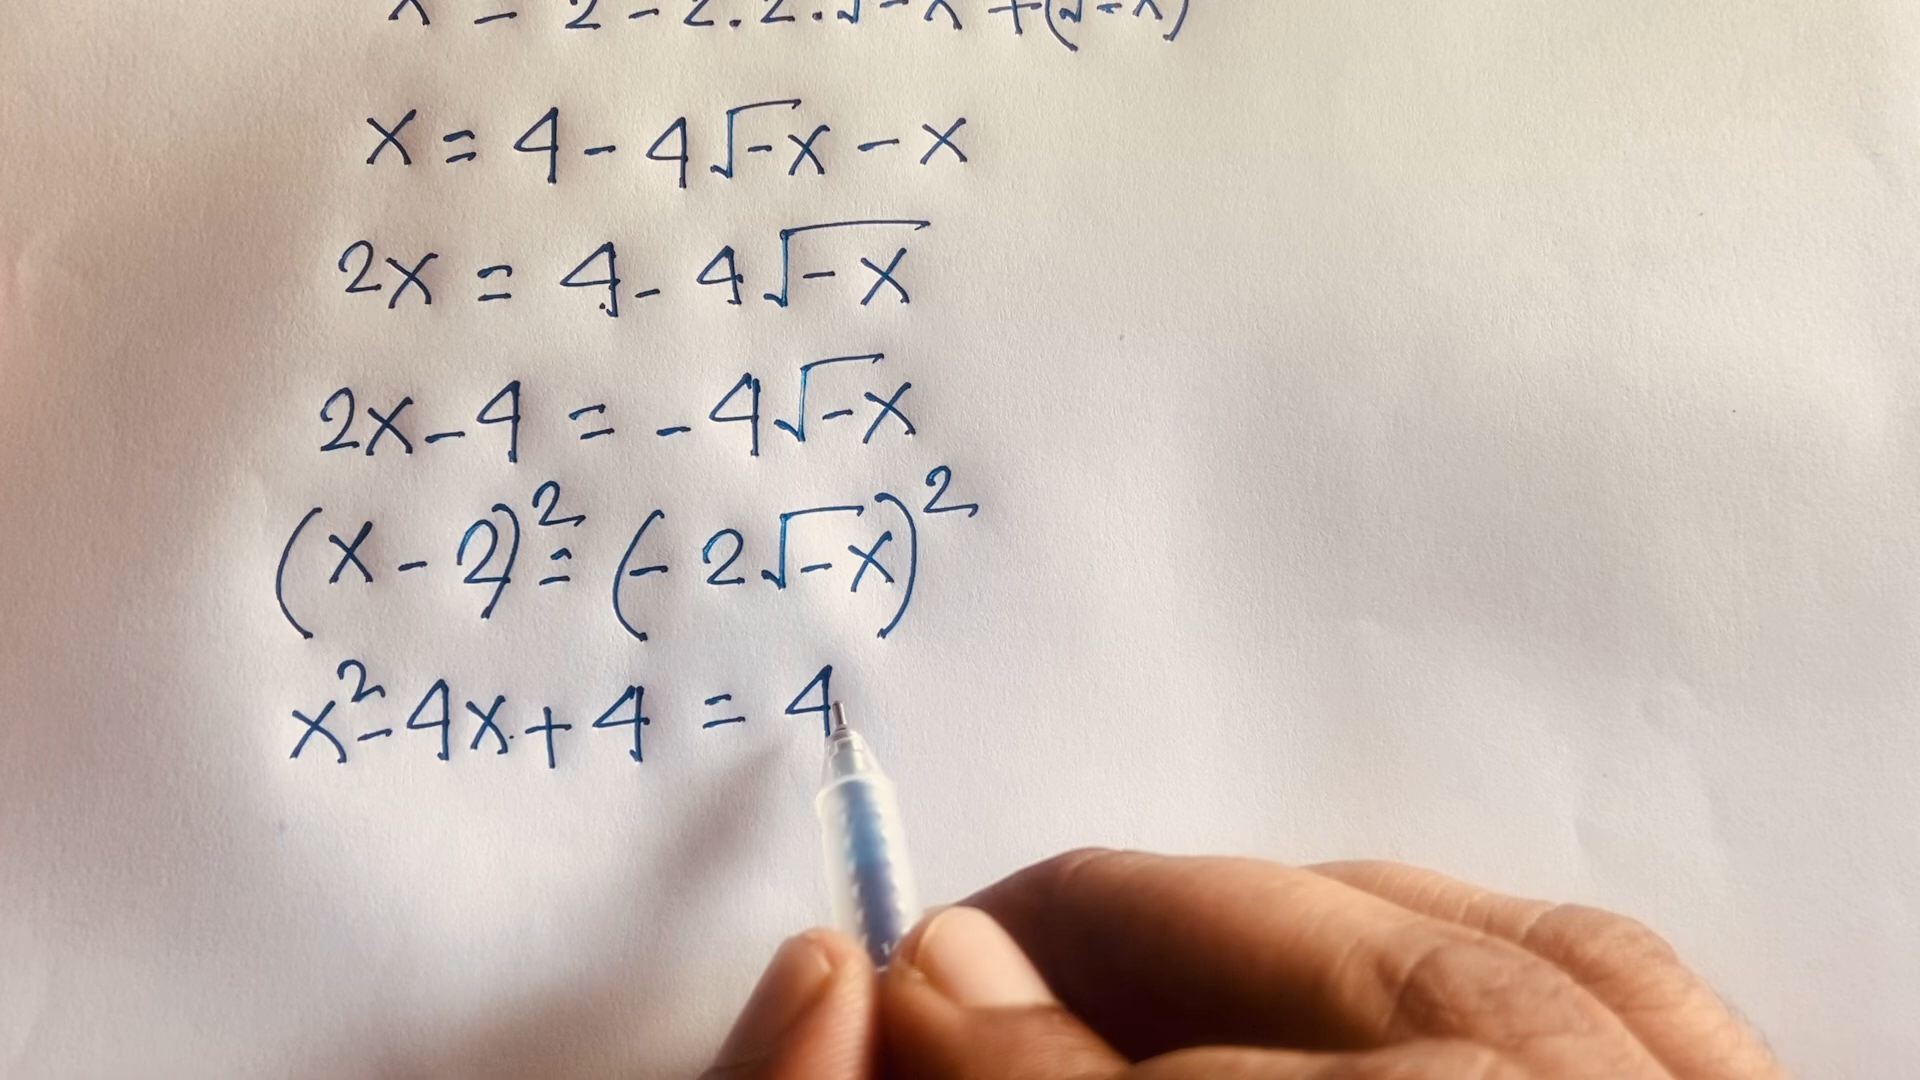 x = 4 - 4√-x - x
2x = 4 - 4√-x
2x - 4 = -4√-x
(x - 2)² = (-2√-x)²
x² - 4x + 4 = 4